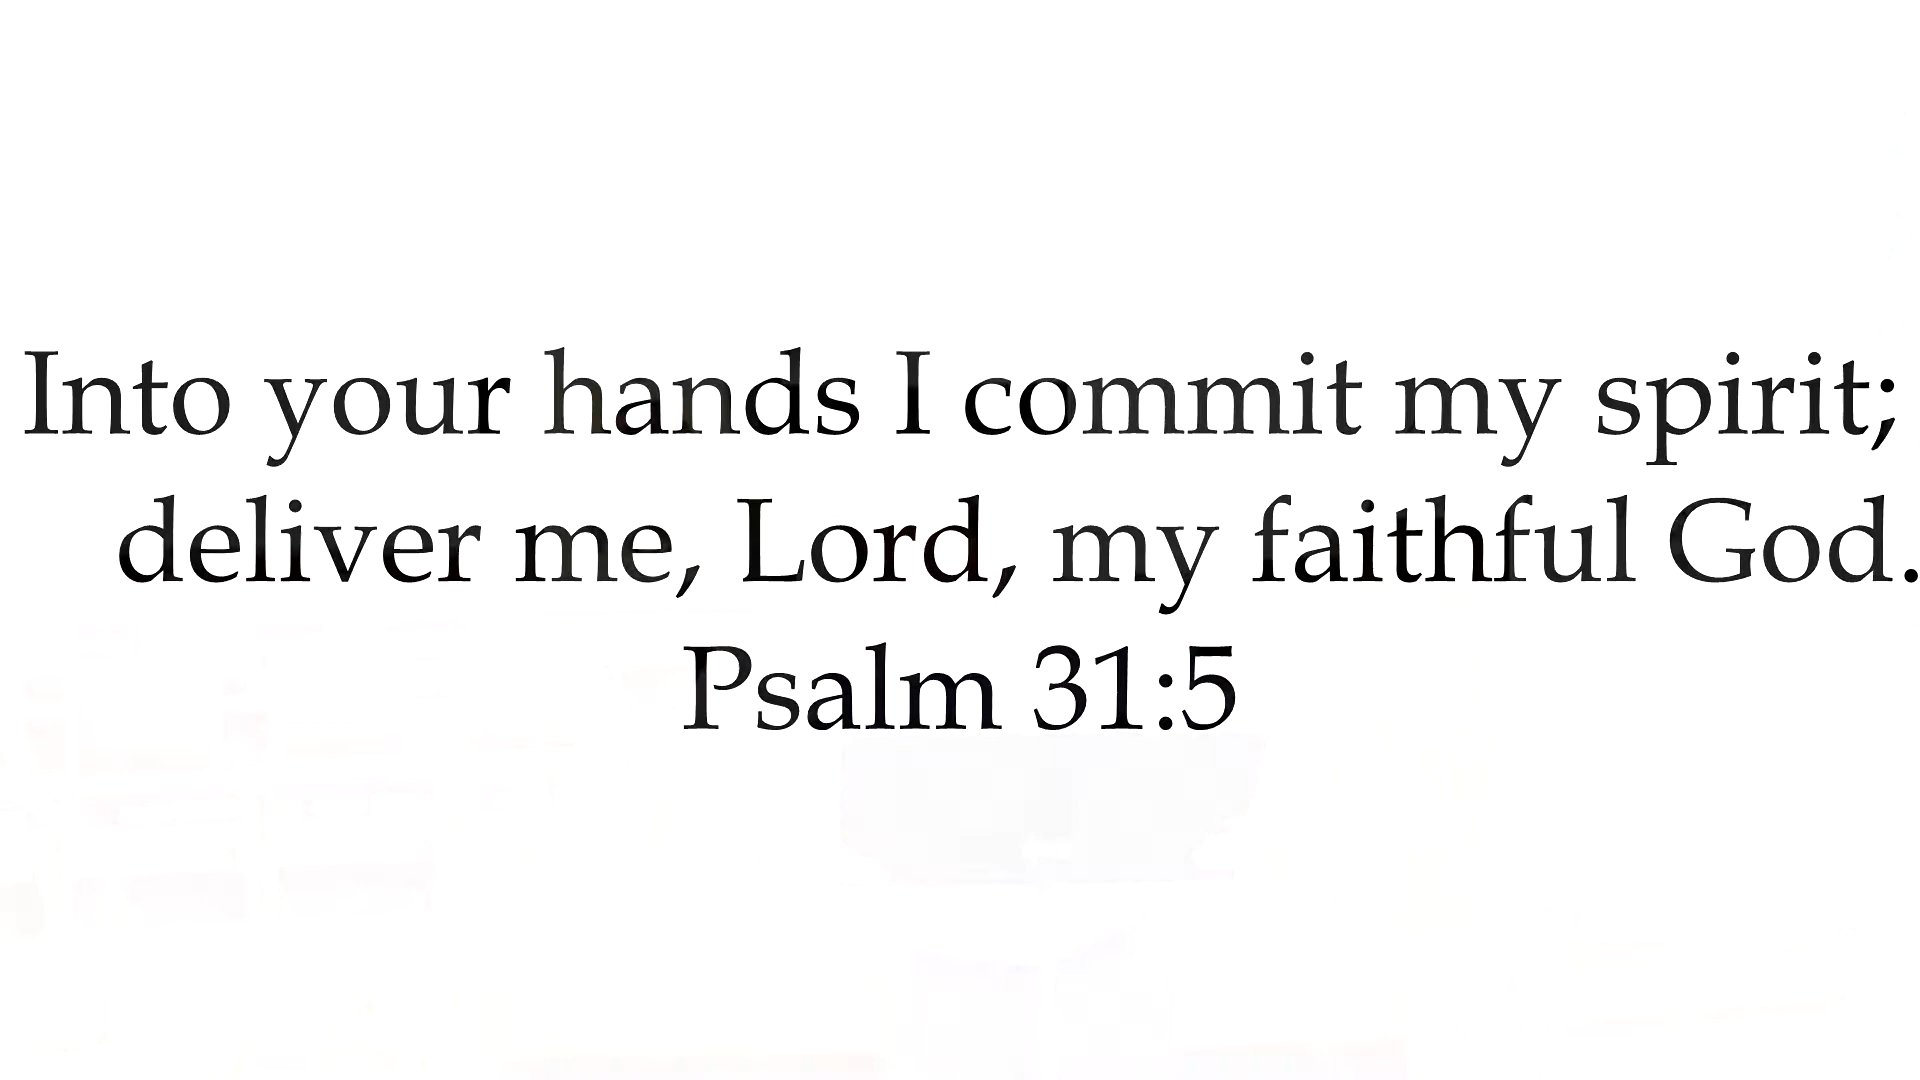 Into your hands I commit my spirit;
deliver me, Lord, my faithful God.
Psalm 31:5